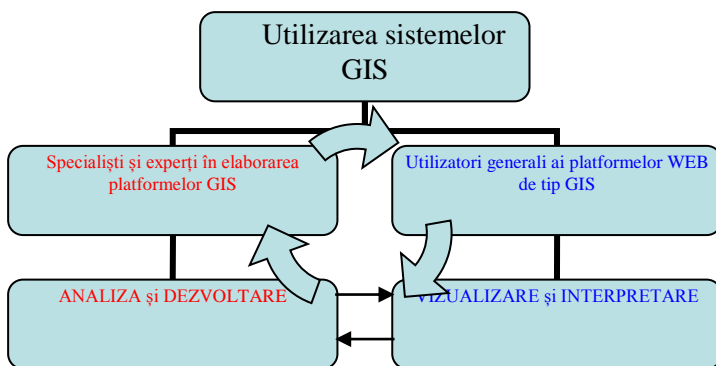 Utilizarea sistemelor
GIS
Specialiști și experți în elaborarea
platformelor GIS
Utilizatori generali ai platformelor WEB
de tip GIS
ANALIZA și DEZVOLTARE
VIZUALIZARE și INTERPRETARE